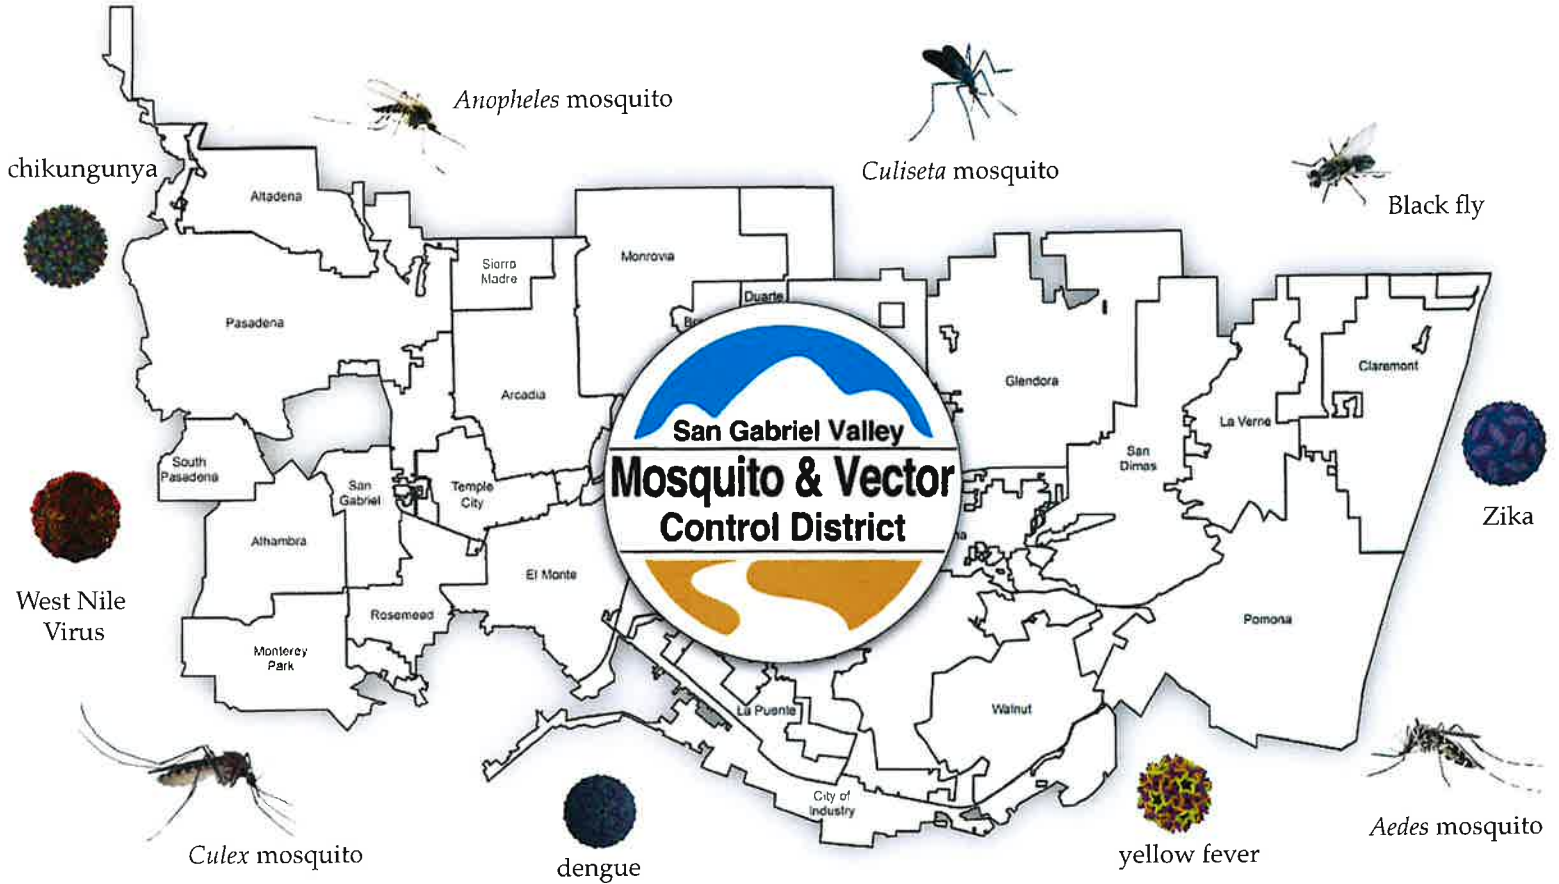 Anopheles mosquito
Culiseta mosquito
chikungunya
Black fly
Altadena
Sierra
Madre
Monrovia
Duarte
Pasadena
Arcadia
Glendora
Claremont
La Verne
San
Dimas
South
Pasadena
San
Gabriel
Temple
City
San Gabriel Valley
Mosquito & Vector
Control District
Alhambra
El Monte
Zika
West Nile
Virus
Rosemead
Pomona
Monterey
Park
La Puente
Walnut
City of
Industry
Culex mosquito
dengue
yellow fever
Aedes mosquito